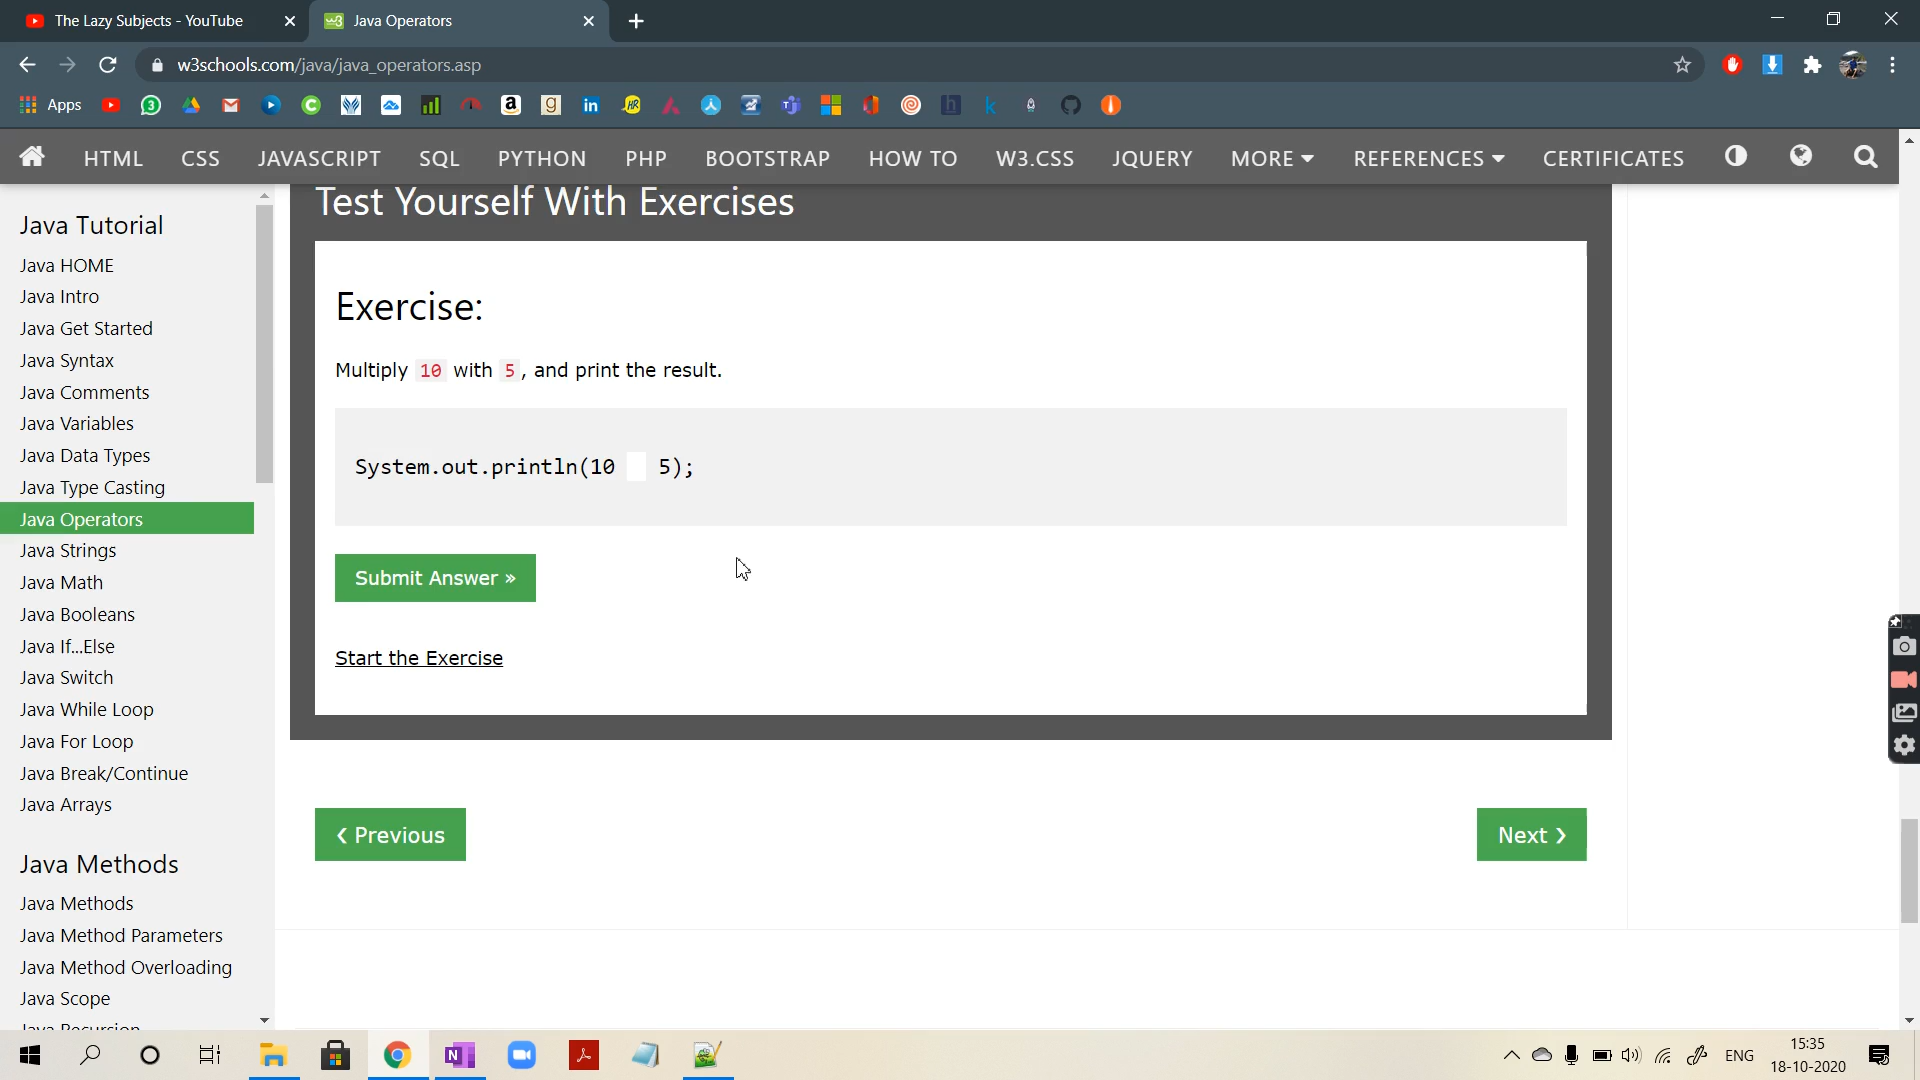 The Lazy Subjects - YouTube
Java Operators
w3schools.com/java/java_operators.asp
Apps
HTML CSS JAVASCRIPT SQL PYTHON PHP BOOTSTRAP HOW TO W3.CSS JQUERY MORE REFERENCES CERTIFICATES
Test Yourself With Exercises
Java Tutorial
Java HOME
Java Intro
Java Get Started
Java Syntax
Java Comments
Java Variables
Java Data Types
Java Type Casting
Java Operators
Java Strings
Java Math
Java Booleans
Java If...Else
Java Switch
Java While Loop
Java For Loop
Java Break/Continue
Java Arrays
Java Methods
Java Methods
Java Method Parameters
Java Method Overloading
Java Scope
Java Recursion
Exercise:
Multiply 10 with 5, and print the result.
System.out.println(10 5);
Submit Answer »
Start the Exercise
❮ Previous
Next ❯
ENG
15:35
18-10-2020